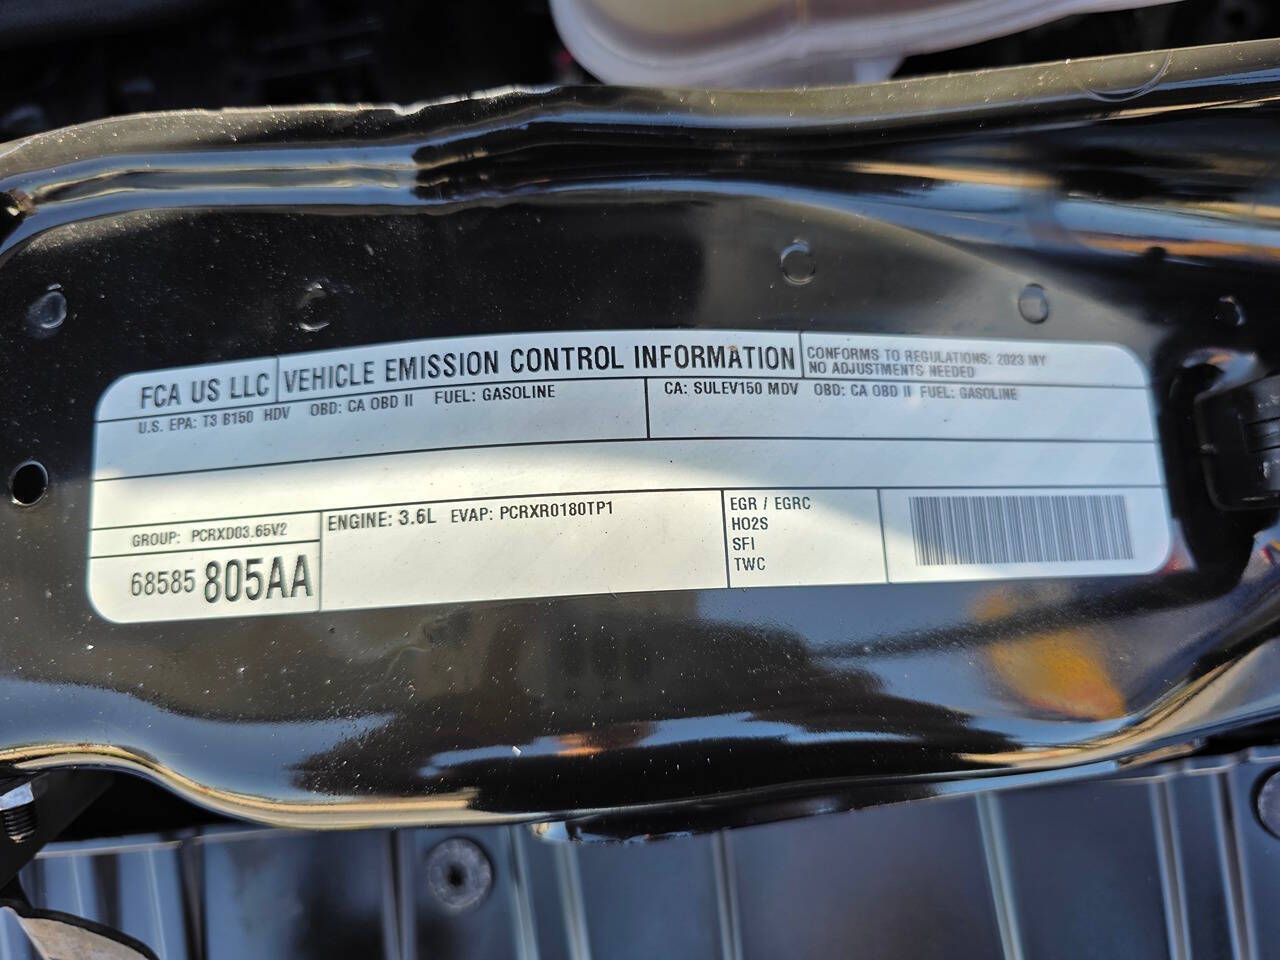 FCA US LLC
VEHICLE EMISSION CONTROL INFORMATION
CONFORMS TO REGULATIONS: 2023 MY
NO ADJUSTMENTS NEEDED
U.S. EPA: T3 B150 HDV OBD: CA OBD II FUEL: GASOLINE
CA: SULEV150 MDV OBD: CA OBD II FUEL: GASOLINE
GROUP: PCRXD03.65V2
68585 805AA
ENGINE: 3.6L EVAP: PCRXR0180TP1
EGR / EGRC
HO2S
SFI
TWC